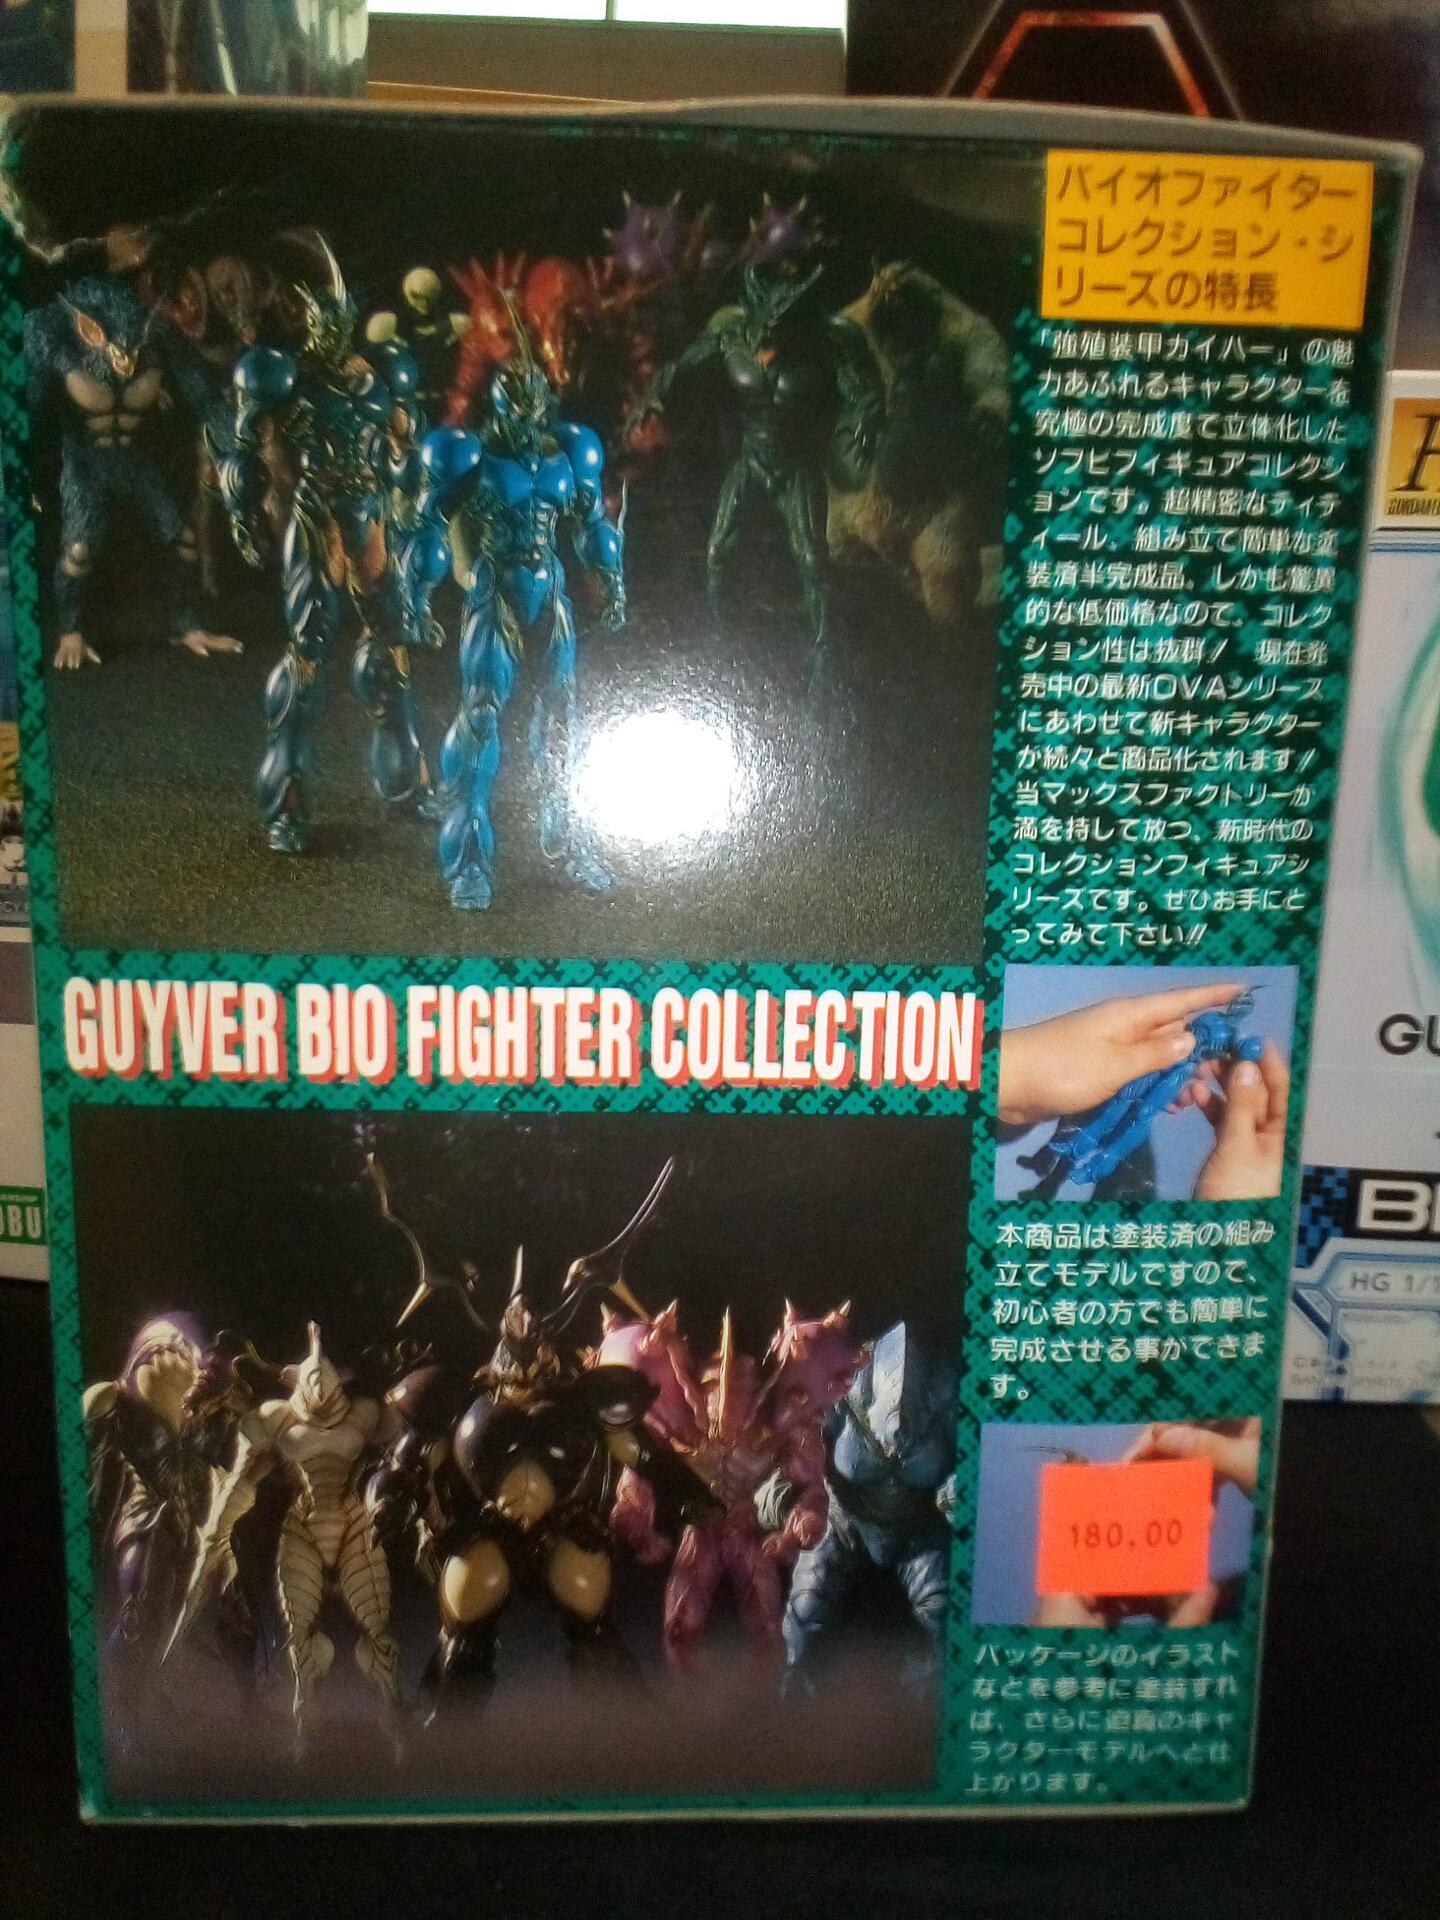 バイオファイター
コレクション・シ
リーズの特長
「強殖装甲ガイバー」の魅
力あふれるキャラクターを
究極の完成度で立体化した
ソフビフィギュアコレクシ
ョンです。超精密なディテ
ィール、組み立て簡単な塗
装済半完成品。しかも驚異
的な低価格なので、コレク
ション性は抜群!　現在発
売中の最新OVAシリーズ
にあわせて新キャラクター
が続々と商品化されます!!
当マックスファクトリーが
満を持して放つ、新時代の
コレクションフィギュアシ
リーズです。ぜひお手にと
ってみて下さい!!
GUYVER BIO FIGHTER COLLECTION
本商品は塗装済の組み
立てモデルですので、
初心者の方でも簡単に
完成させる事ができま
す。
180.00
パッケージのイラスト
などを参考に塗装すれ
ば、さらに迫真のキャ
ラクターモデルへと仕
上がります。
GU
HG 1/1